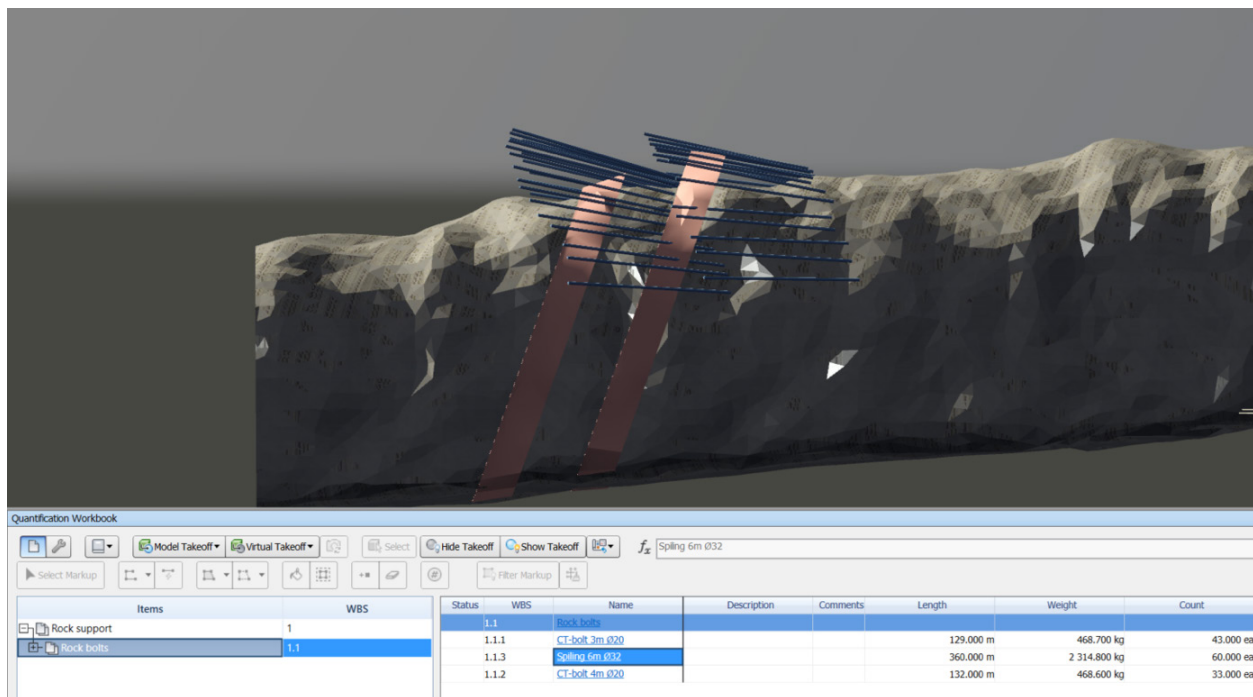 Quantification Workbook
Model Takeoff Virtual Takeoff Select Hide Takeoff Show Takeoff fx Spiling 6m Ø32
Select Markup Filter Markup
Items WBS
Rock support 1
Rock bolts 1.1
Status WBS Name Description Comments Length Weight Count
1.1 Rock bolts
1.1.1 CT-bolt 3m Ø20 129.000 m 468.700 kg 43.000 ea
1.1.3 Spiling 6m Ø32 360.000 m 2 314.800 kg 60.000 ea
1.1.2 CT-bolt 4m Ø20 132.000 m 468.600 kg 33.000 ea